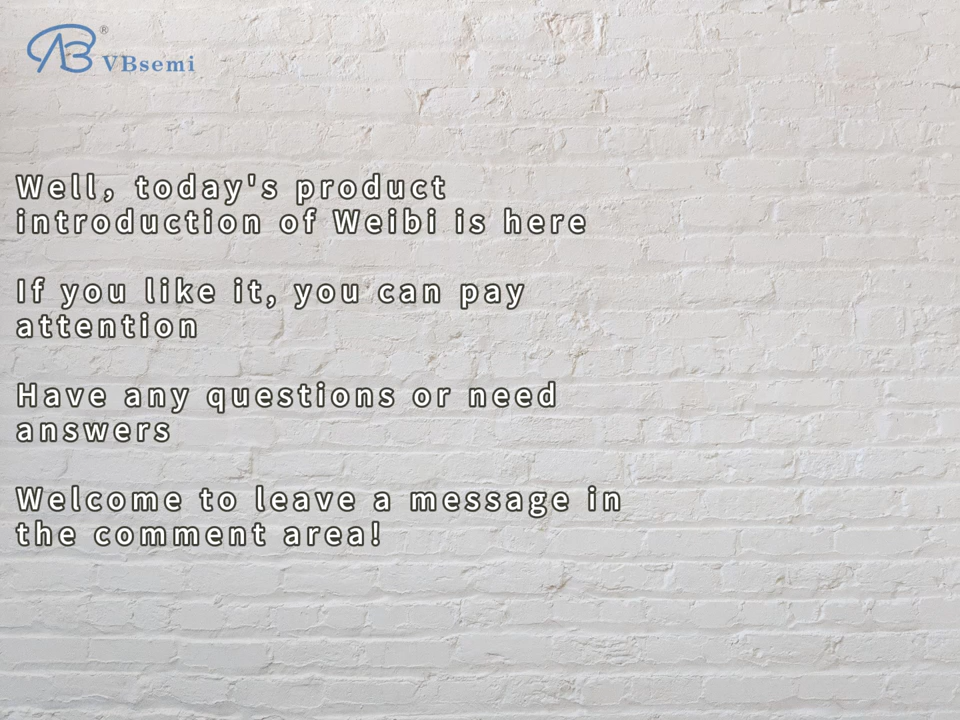 VBsemi
Well, today's product
introduction of Weibi is here
If you like it, you can pay
attention
Have any questions or need
answers
Welcome to leave a message in
the comment area!